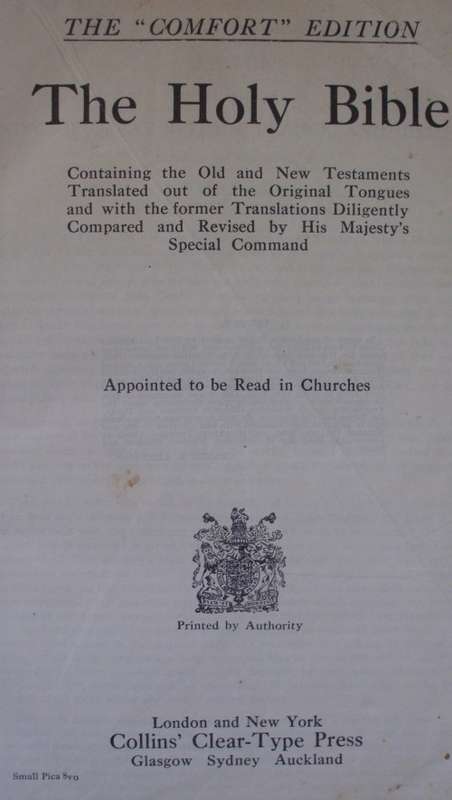 THE “COMFORT” EDITION
The Holy Bible
Containing the Old and New Testaments
Translated out of the Original Tongues
and with the former Translations Diligently
Compared and Revised by His Majesty's
Special Command
Appointed to be Read in Churches
Printed by Authority
London and New York
Collins' Clear-Type Press
Glasgow Sydney Auckland
Small Pica 8vo